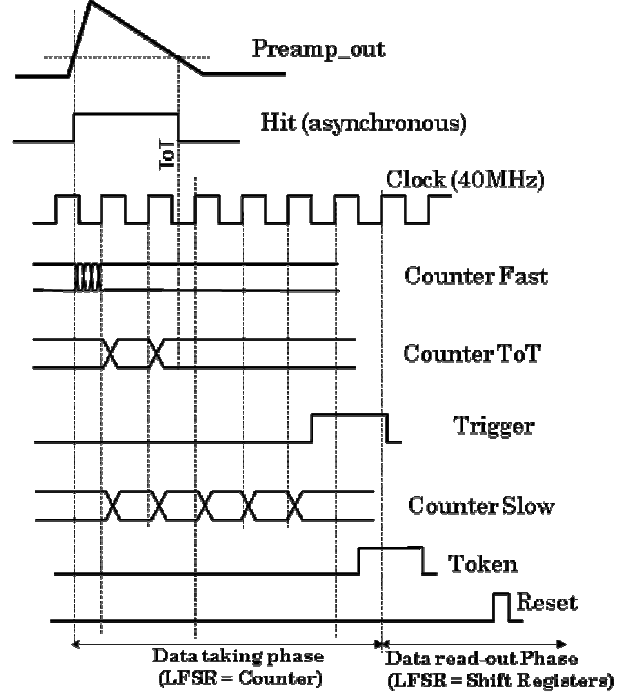 Preamp_out
Hit (asynchronous)
ToT
Clock (40MHz)
Counter Fast
Counter ToT
Trigger
Counter Slow
Token
Reset
Data taking phase
(LFSR = Counter)
Data read-out Phase
(LFSR = Shift Registers)